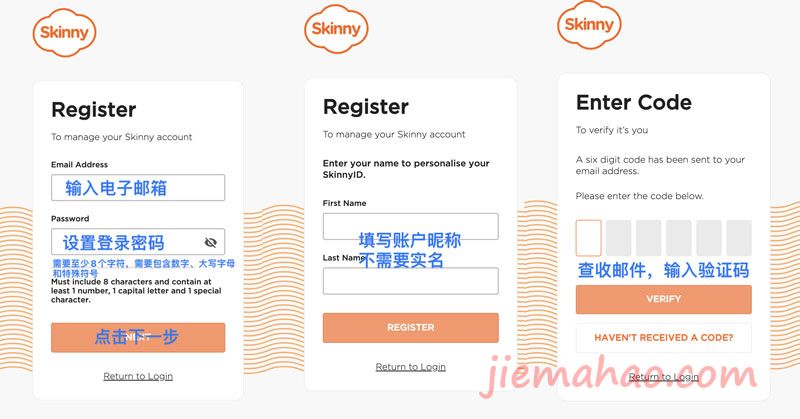 Skinny
Register
To manage your Skinny account
Email Address
输入电子邮箱
Password
设置登录密码
需要至少8个字符，需要包含数字、大写字母
和特殊符号
Must include 8 characters and contain at
least 1 number, 1 capital letter and 1 special
character.
点击下一步
NEXT
Return to Login
Skinny
Register
To manage your Skinny account
Enter your name to personalise your
SkinnyID.
First Name
填写账户昵称
Last Name
不需要实名
REGISTER
Return to Login
Skinny
Enter Code
To verify it's you
A six digit code has been sent to your
email address.
Please enter the code below.
查收邮件，输入验证码
VERIFY
HAVEN'T RECEIVED A CODE?
Return to Login
jiemahao.com